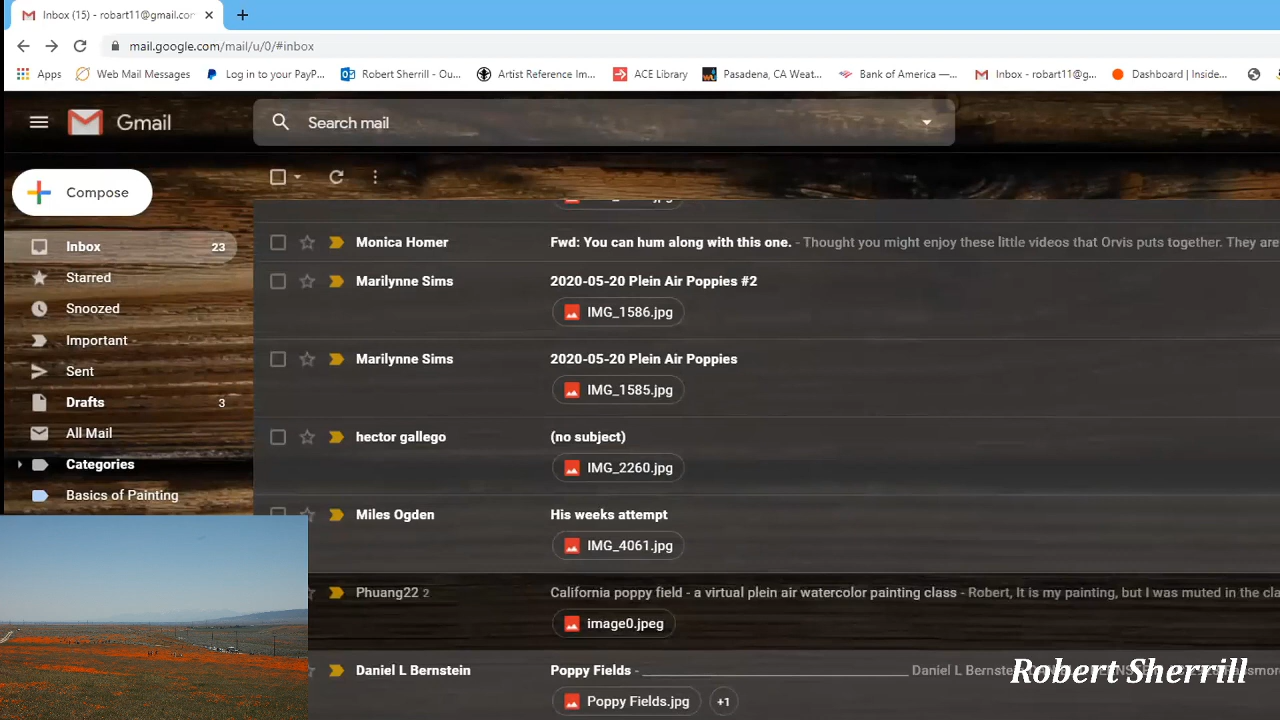 Inbox (15) - robart11@gmail.com
mail.google.com/mail/u/0/#inbox
Apps Web Mail Messages Log in to your PayP... Robert Sherrill - Ou... Artist Reference Im... ACE Library Pasadena, CA Weat... Bank of America —... Inbox - robart11@g... Dashboard | Inside...
Gmail Search mail
Compose
Inbox 23
Starred
Snoozed
Important
Sent
Drafts 3
All Mail
Categories
Basics of Painting
Monica Homer Fwd: You can hum along with this one. - Thought you might enjoy these little videos that Orvis puts together. They are
Marilynne Sims 2020-05-20 Plein Air Poppies #2
IMG_1586.jpg
Marilynne Sims 2020-05-20 Plein Air Poppies
IMG_1585.jpg
hector gallego (no subject)
IMG_2260.jpg
Miles Ogden His weeks attempt
IMG_4061.jpg
Phuang22 2 California poppy field - a virtual plein air watercolor painting class - Robert, It is my painting, but I was muted in the cla
image0.jpeg
Daniel L Bernstein Poppy Fields - Daniel L Bernste
Poppy Fields.jpg +1
Robert Sherrill